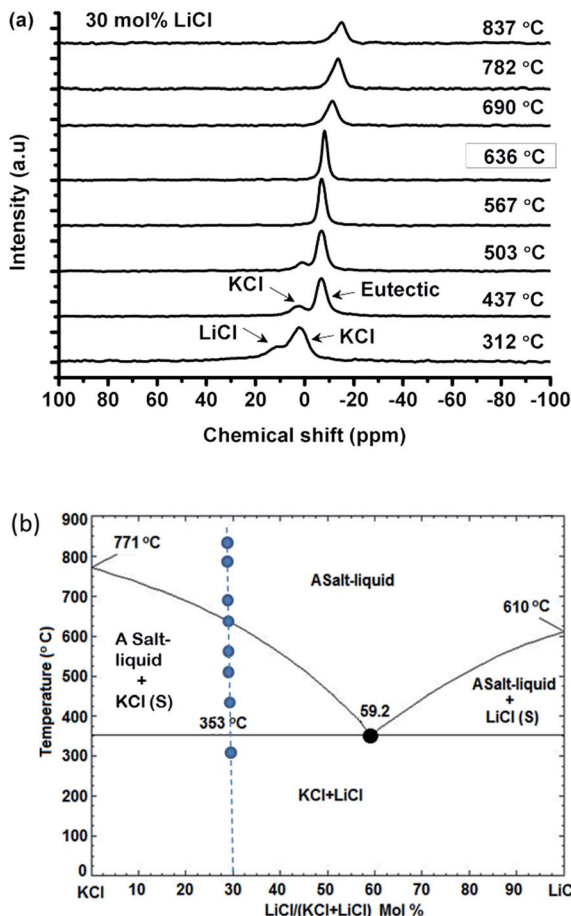 (a)
30 mol% LiCl
837 °C
782 °C
690 °C
636 °C
567 °C
503 °C
KCl
Eutectic
437 °C
LiCl
KCl
312 °C
Intensity (a.u)
100 80 60 40 20 0 -20 -40 -60 -80 -100
Chemical shift (ppm)
(b)
900
800
700
600
500
400
300
200
100
0
Temperature (° C)
771 °C
ASalt-liquid
610 °C
A Salt-
liquid
+
KCl (S)
ASalt-liquid
+
LiCl (S)
353 °C
59.2
KCl+LiCl
KCl 10 20 30 40 50 60 70 80 90 LiC
LiCl/(KCl+LiCl) Mol %